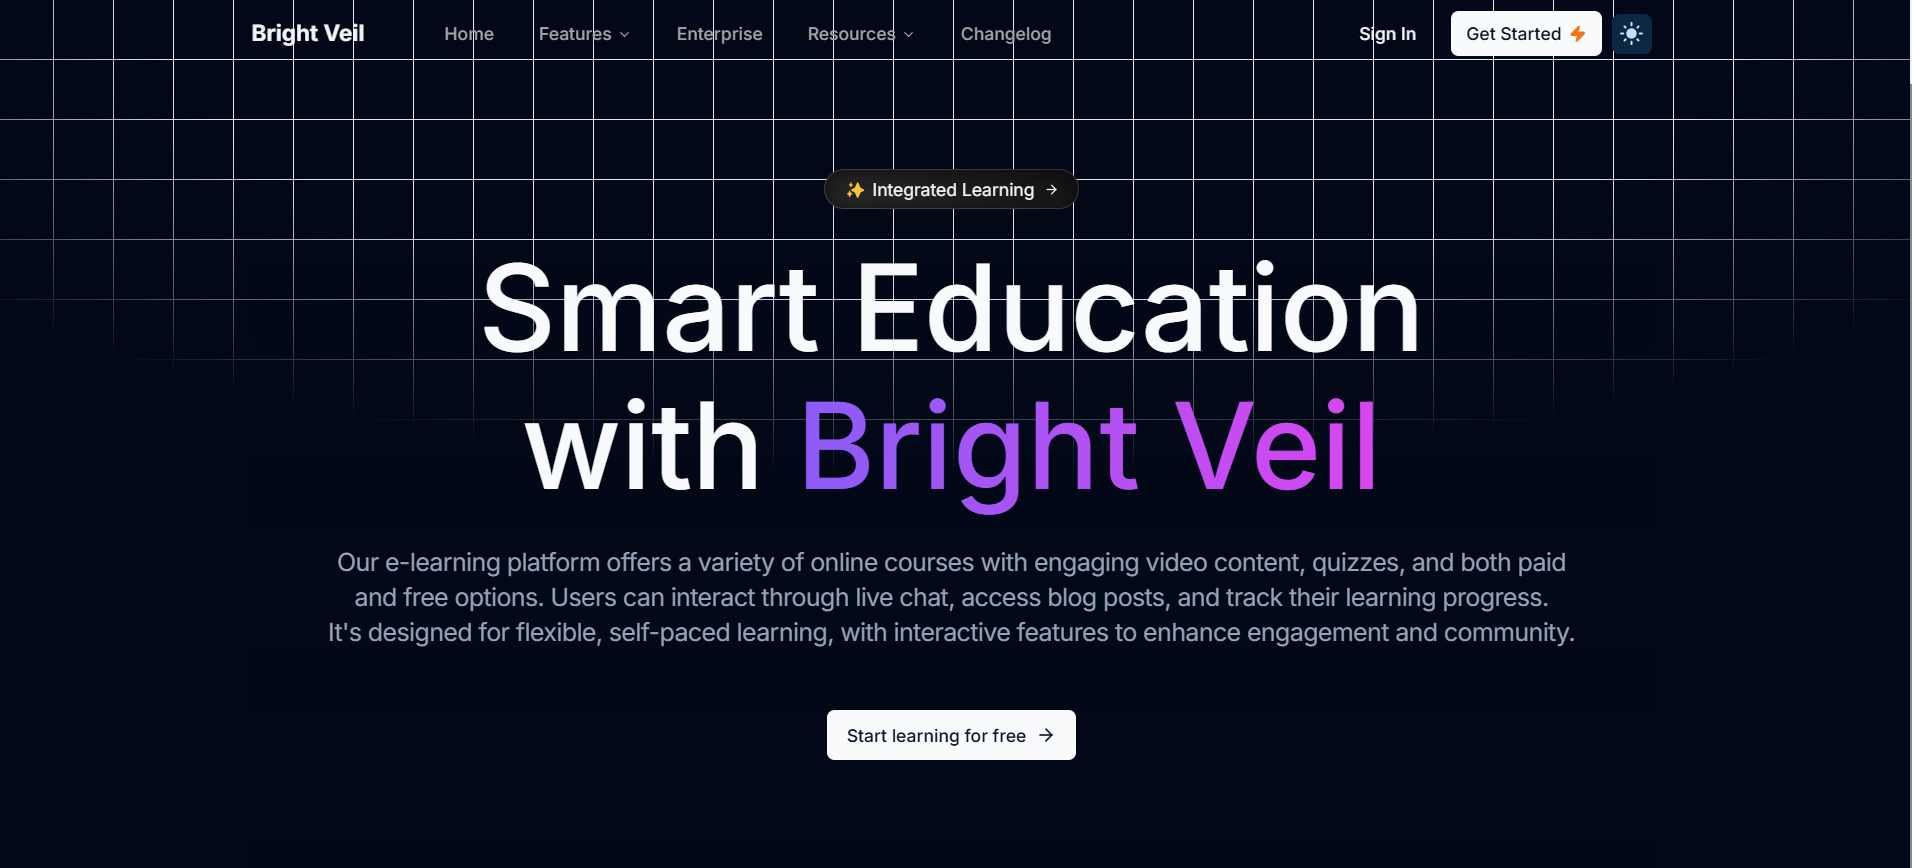 Bright Veil
Home
Features
Enterprise
Resources
Changelog
Sign In
Get Started
Integrated Learning
Smart Education
with Bright Veil
Our e-learning platform offers a variety of online courses with engaging video content, quizzes, and both paid
and free options. Users can interact through live chat, access blog posts, and track their learning progress.
It's designed for flexible, self-paced learning, with interactive features to enhance engagement and community.
Start learning for free